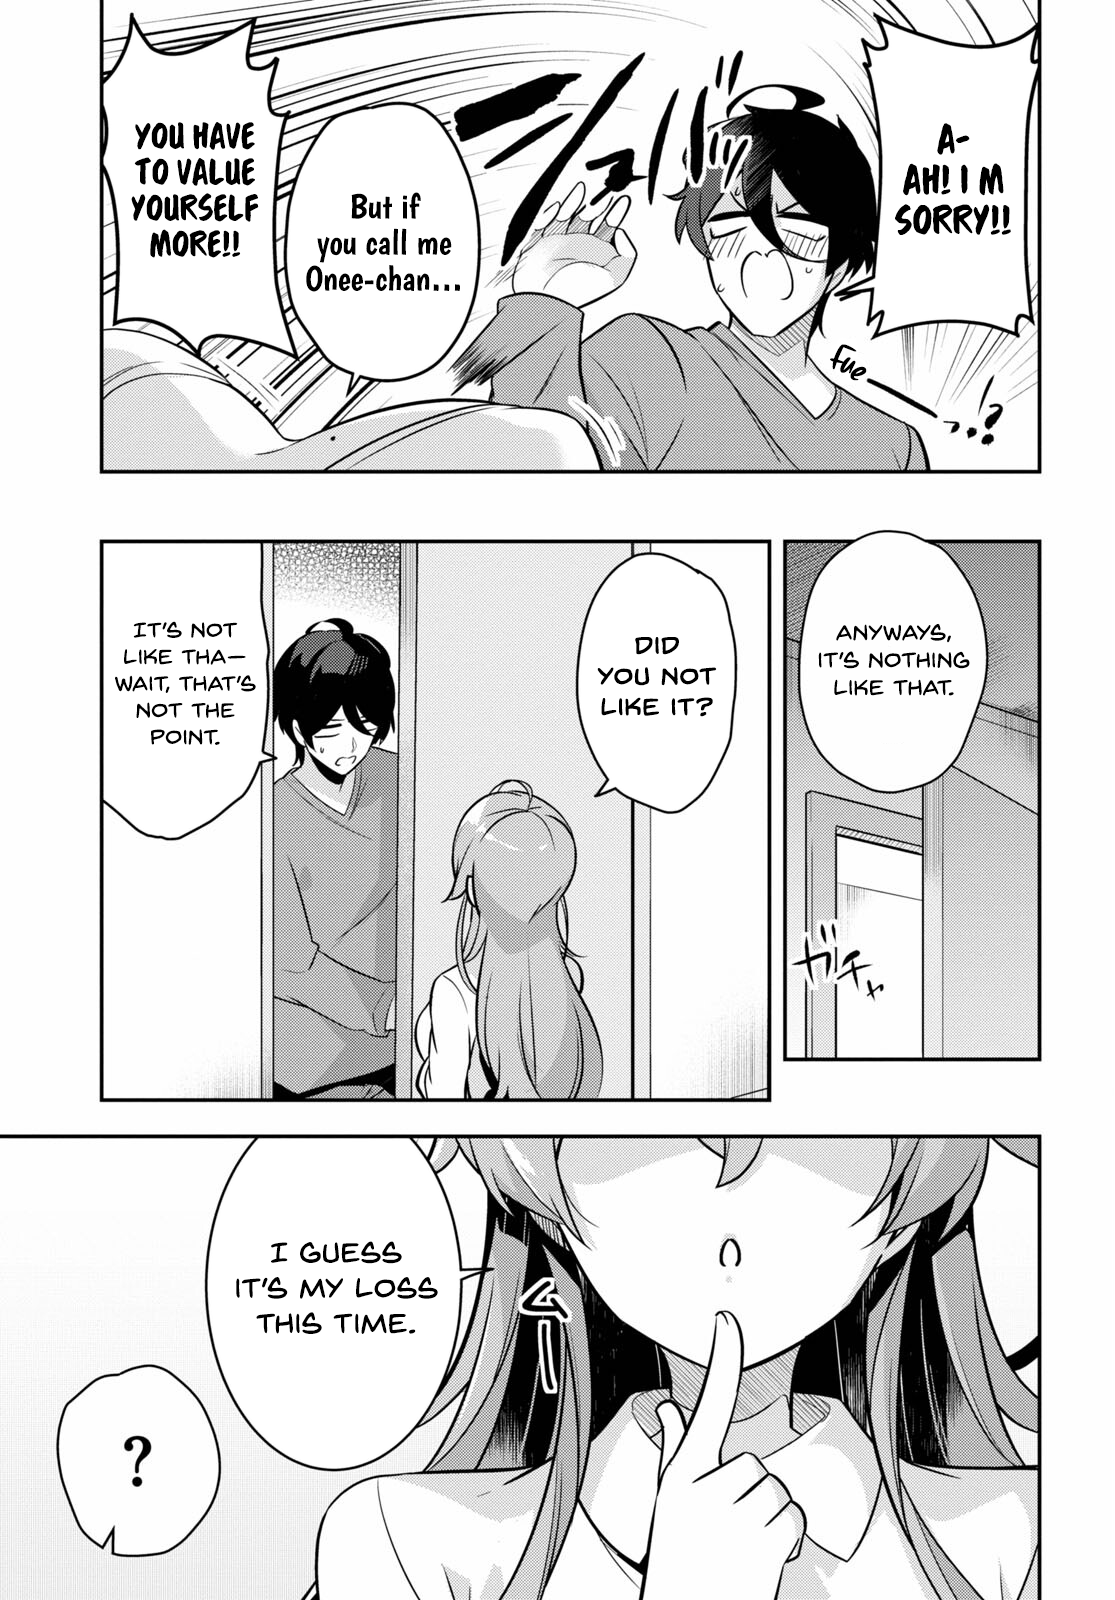 A-
AH! I M
SORRY!!
But if
you call me
Onee-chan...
YOU HAVE
TO VALUE
YOURSELF
MORE!!
Fue
ANYWAYS,
IT'S NOTHING
LIKE THAT.
ガチャ
DID
YOU NOT
LIKE IT?
IT'S NOT
LIKE THA—
WAIT, THAT'S
NOT THE
POINT.
I GUESS
IT'S MY LOSS
THIS TIME.
むー
?